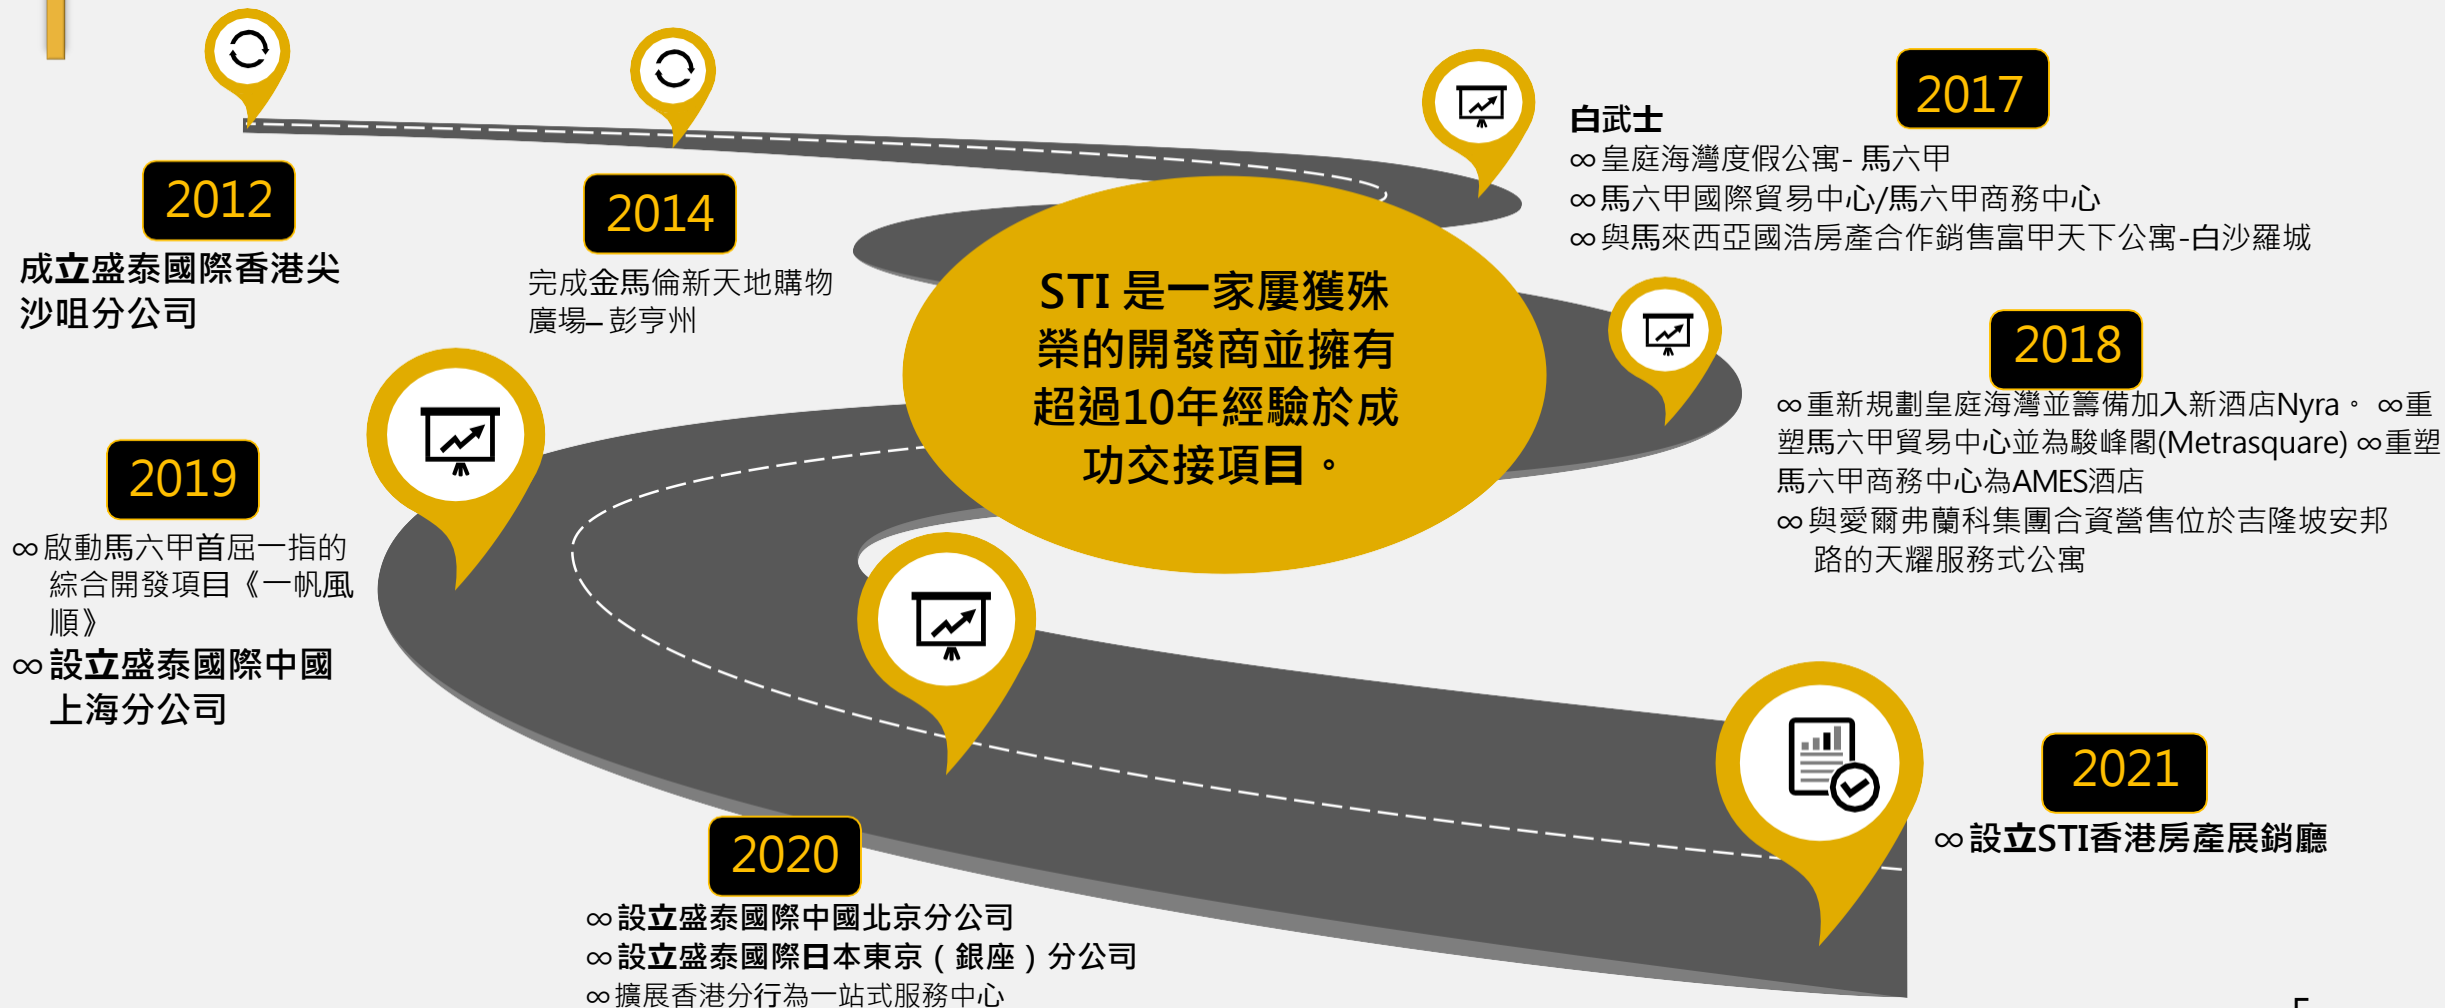 2012
成立盛泰國際香港尖
沙咀分公司
2014
完成金馬倫新天地購物
廣場– 彭亨州
2017
白武士
∞皇庭海灣度假公寓- 馬六甲
∞馬六甲國際貿易中心/馬六甲商務中心
∞與馬來西亞國浩房產合作銷售富甲天下公寓-白沙羅城
STI 是一家屢獲殊
榮的開發商並擁有
超過10年經驗於成
功交接項目。
2018
∞重新規劃皇庭海灣並籌備加入新酒店Nyra。 ∞重
塑馬六甲貿易中心並為駿峰閣(Metrasquare) ∞重塑
馬六甲商務中心為AMES酒店
∞與愛爾弗蘭科集團合資營售位於吉隆坡安邦
路的天耀服務式公寓
2019
∞啟動馬六甲首屈一指的
綜合開發項目《一帆風
順》
∞設立盛泰國際中國
上海分公司
2020
∞設立盛泰國際中國北京分公司
∞設立盛泰國際日本東京（銀座）分公司
∞擴展香港分行為一站式服務中心
2021
∞設立STI香港房產展銷廳